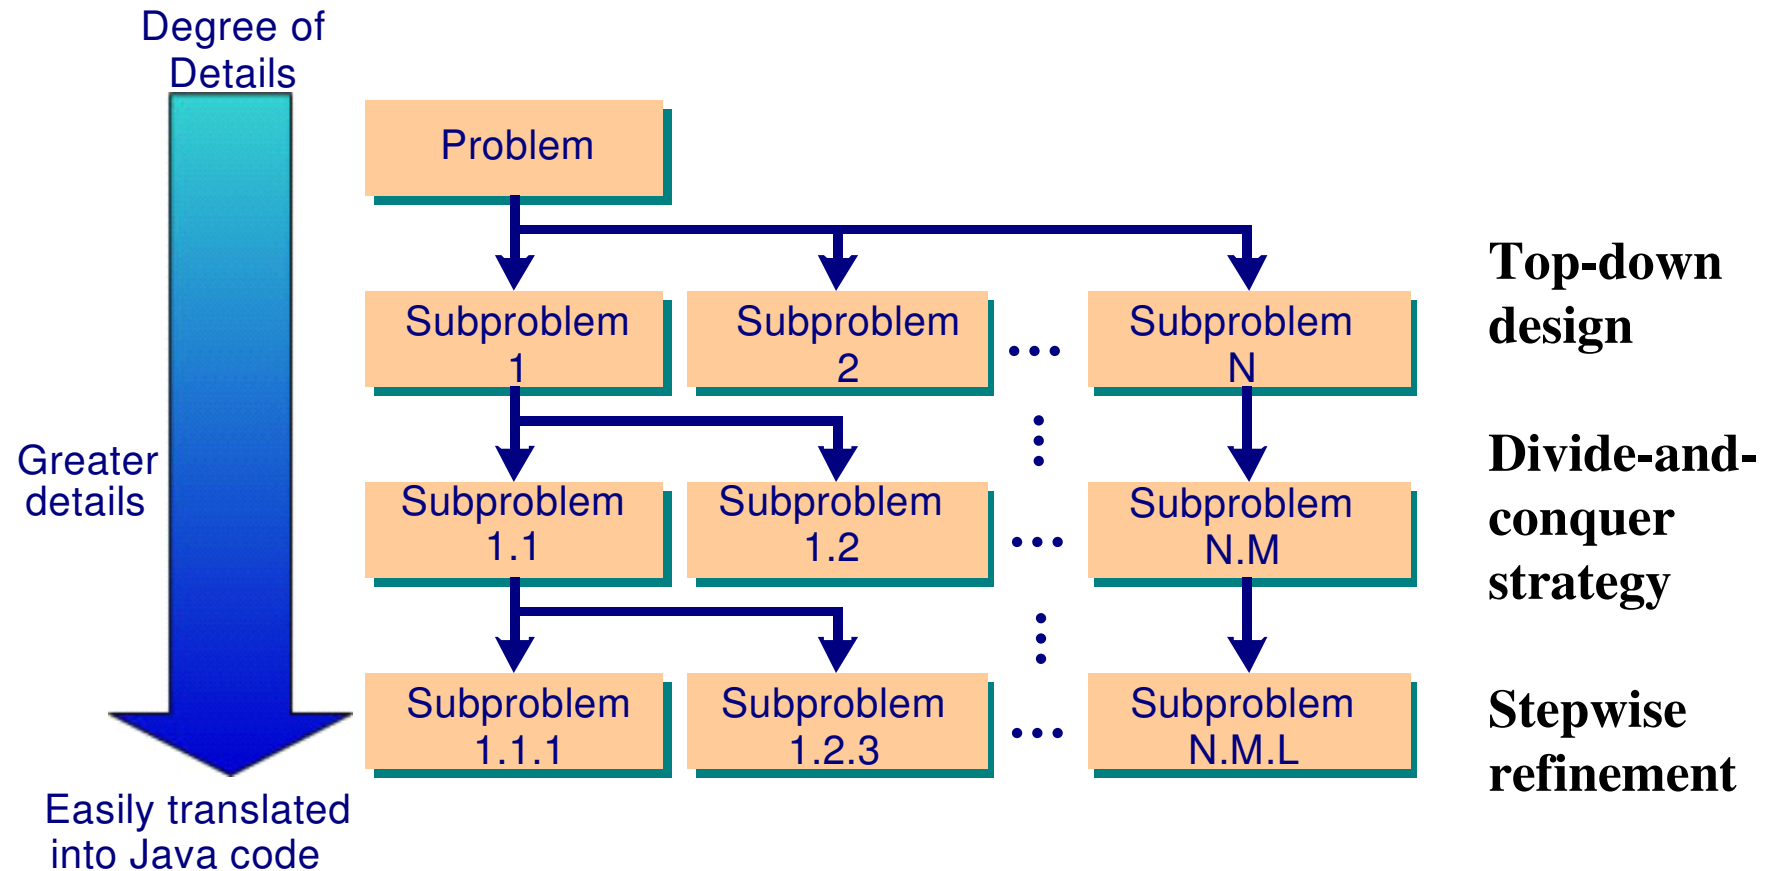 Degree of
Details
Problem
Subproblem
1
Subproblem
2
...
Subproblem
N
Top-down
design
Greater
details
Subproblem
1.1
Subproblem
1.2
...
Subproblem
N.M
Divide-and-
conquer
strategy
Subproblem
1.1.1
Subproblem
1.2.3
...
Subproblem
N.M.L
Stepwise
refinement
Easily translated
into Java code